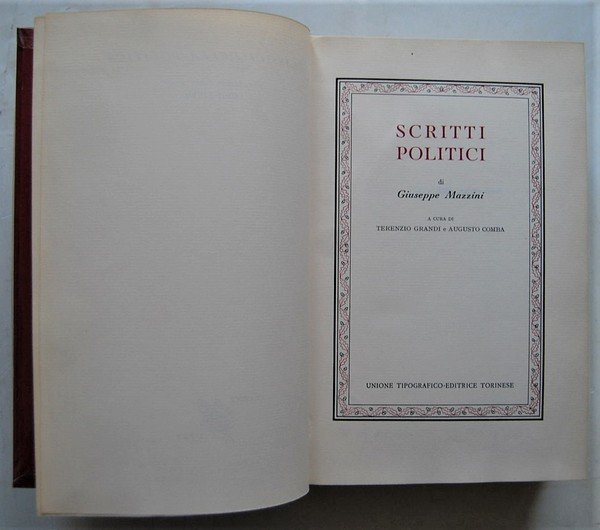 SCRITTI
POLITICI
di
Giuseppe Mazzini
A CURA DI
TERENZIO GRANDI e AUGUSTO COMBA
UNIONE TIPOGRAFICO-EDITRICE TORINESE